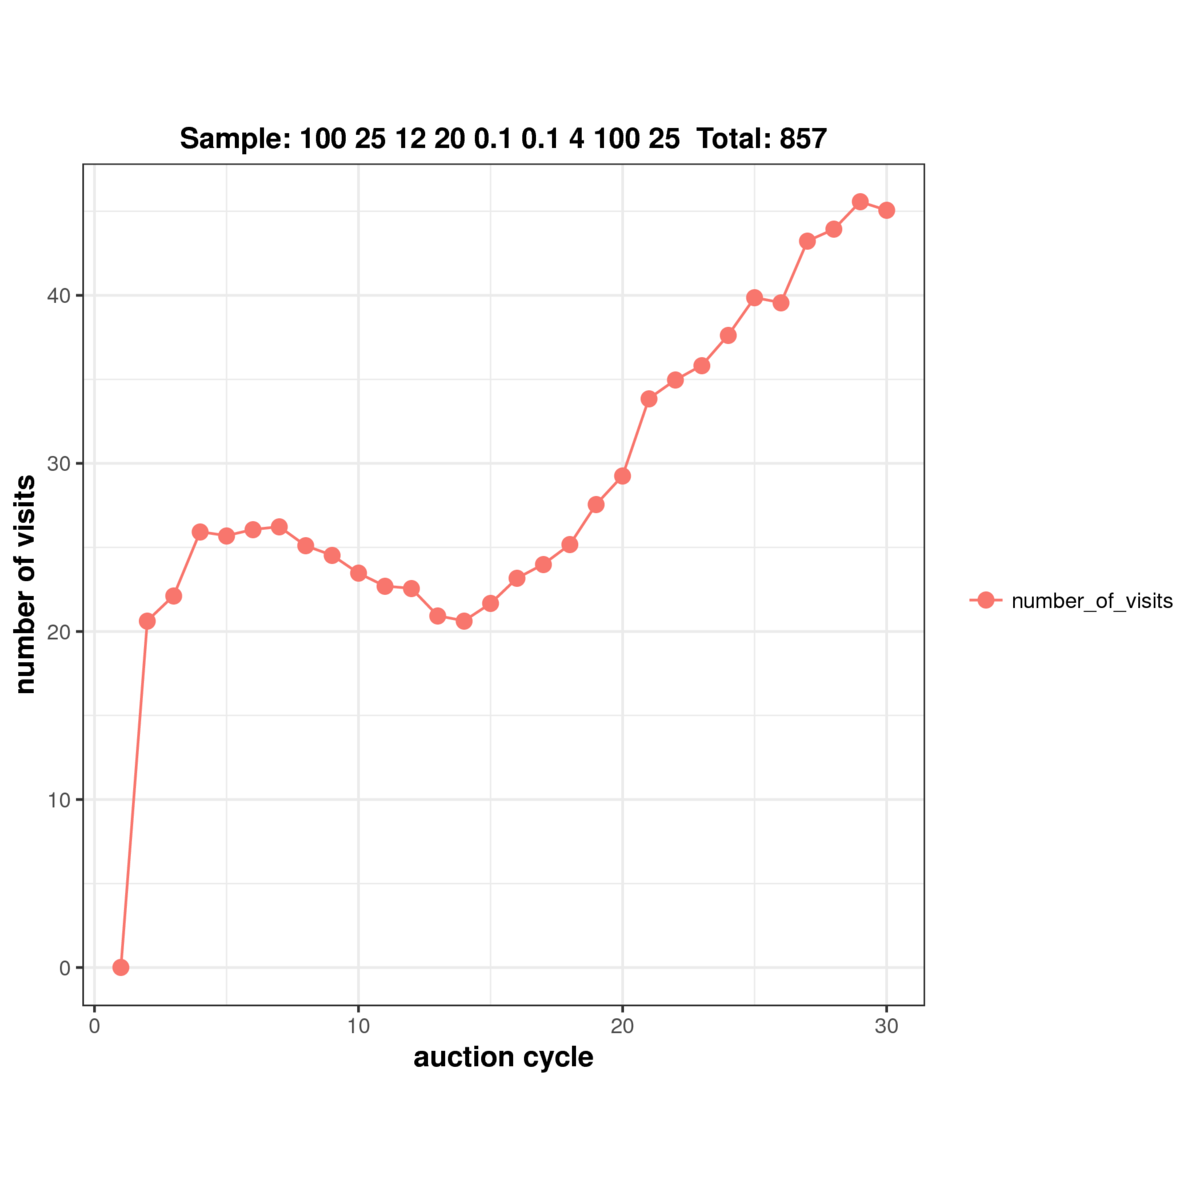 Sample: 100 25 12 20 0.1 0.1 4 100 25  Total: 857
number of visits
40
30
20
10
0
0 10 20 30
auction cycle
number_of_visits